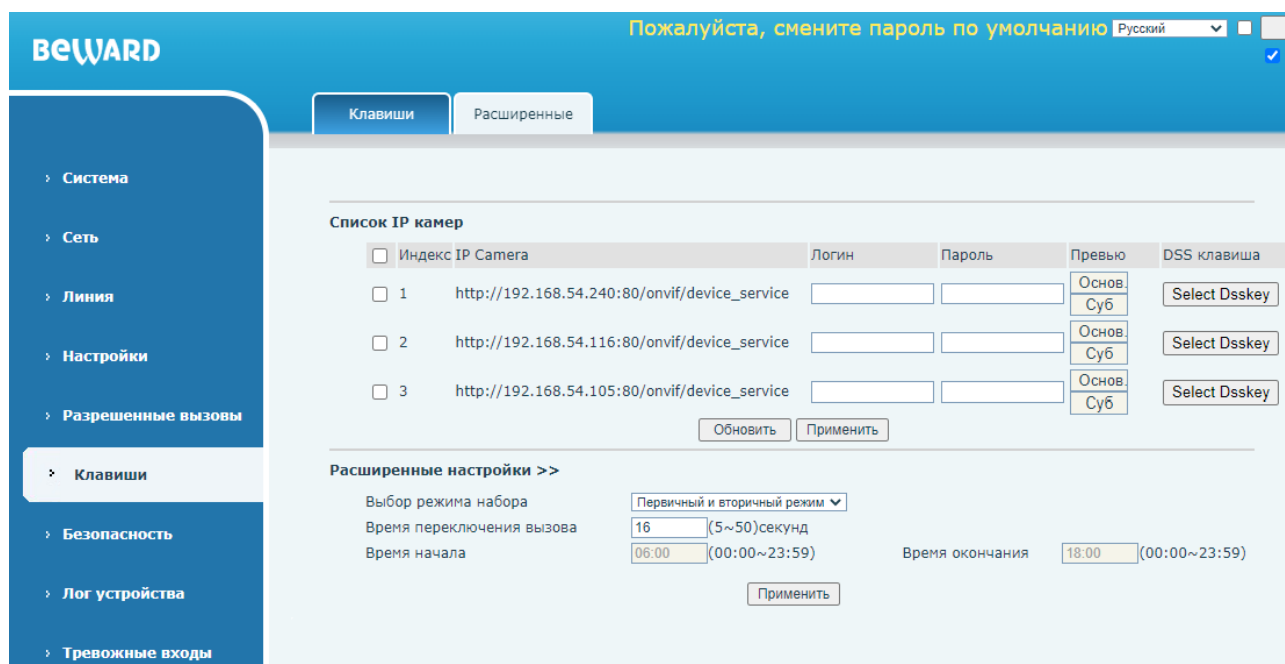 Пожалуйста, смените пароль по умолчанию Русский
BEWARD
Клавиши Расширенные
Система
Сеть
Линия
Настройки
Разрешенные вызовы
Клавиши
Безопасность
Лог устройства
Тревожные входы
Список IP камер
Индекс IP Camera Логин Пароль Превью DSS клавиша
1 http://192.168.54.240:80/onvif/device_service Основ. Select Dsskey
Суб
2 http://192.168.54.116:80/onvif/device_service Основ. Select Dsskey
Суб
3 http://192.168.54.105:80/onvif/device_service Основ. Select Dsskey
Суб
Обновить Применить
Расширенные настройки >>
Выбор режима набора Первичный и вторичный режим
Время переключения вызова 16 (5~50)секунд
Время начала 06:00 (00:00~23:59) Время окончания 18:00 (00:00~23:59)
Применить